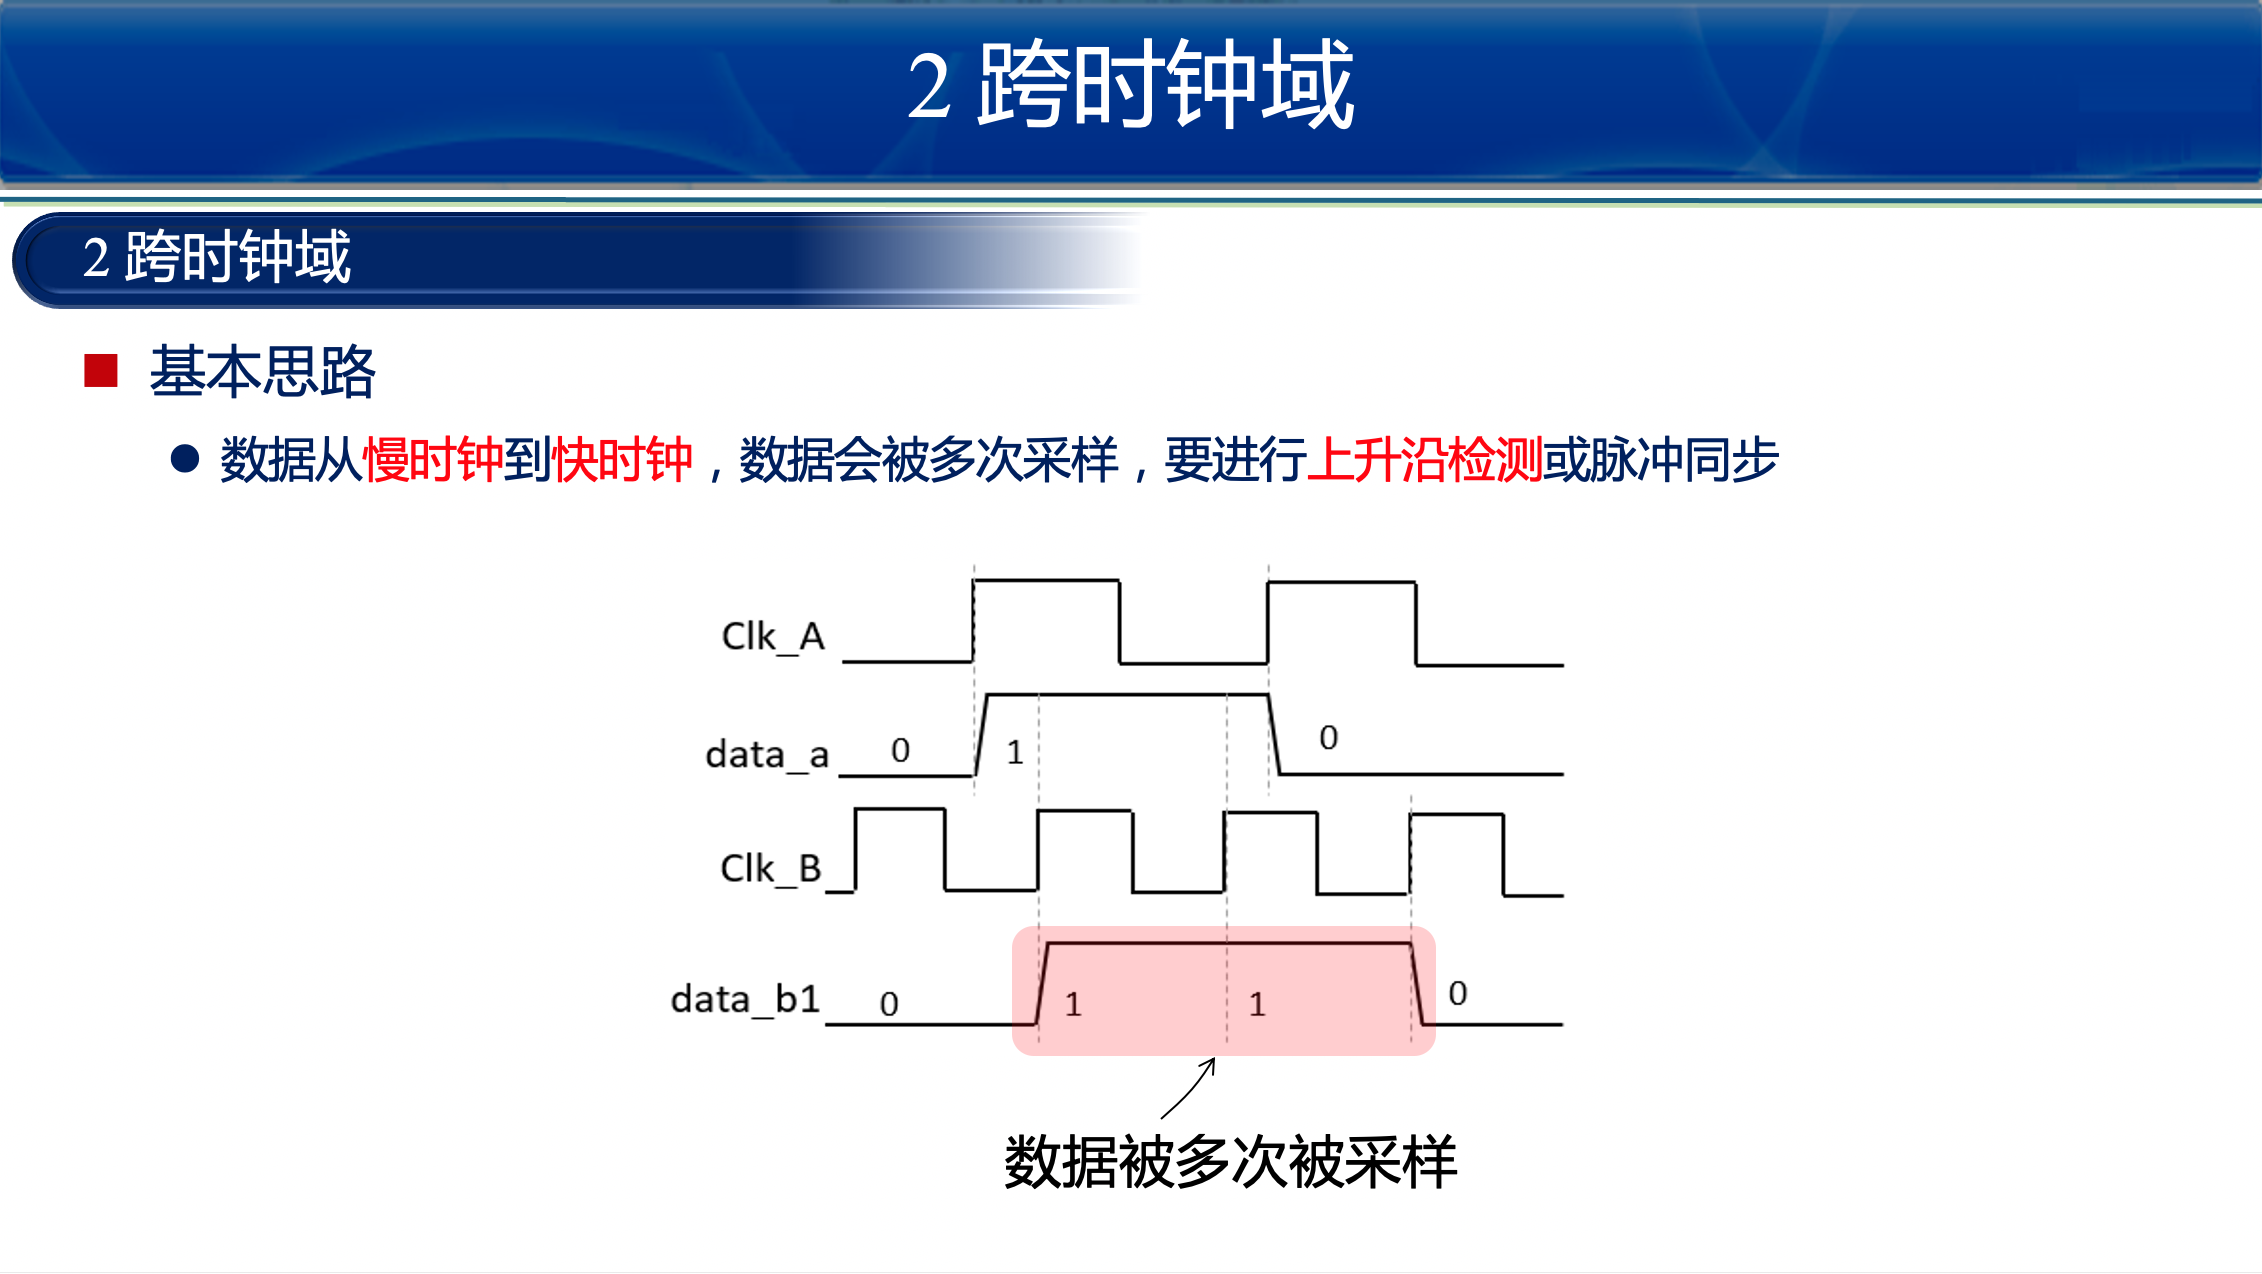 2 跨时钟域
2 跨时钟域
基本思路
数据从慢时钟到快时钟，数据会被多次采样，要进行上升沿检测或脉冲同步
Clk_A
data_a 0 1 0
Clk_B
data_b1 0 1 1 0
数据被多次被采样